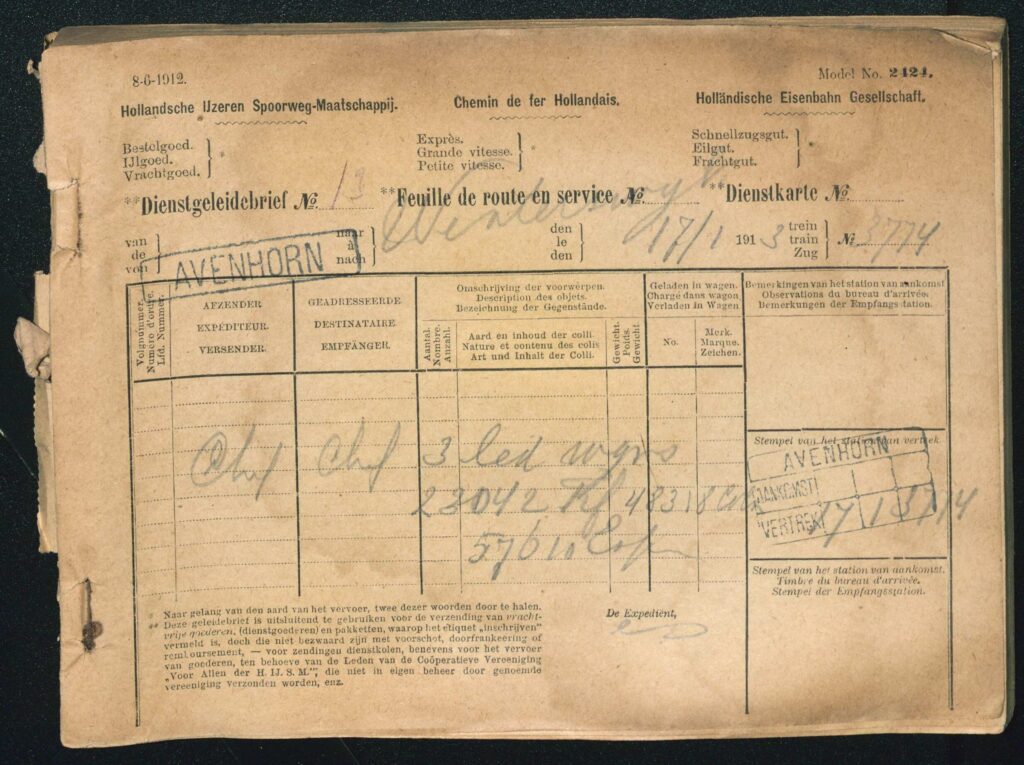 8-6-1912.
Model No. 2424.
Hollandsche IJzeren Spoorweg-Maatschappij.
Chemin de fer Hollandais.
Holländische Eisenbahn Gesellschaft.
Bestelgoed.
IJlgoed.
Vrachtgoed.
*
Exprès.
Grande vitesse.
Petite vitesse.
*
Schnellzugsgut.
Eilgut.
Frachtgut.
*
**Dienstgeleidebrief No. 13
**Feuille de route en service No.
**Dienstkarte No.
van
de
von
AVENHORN
naar
à
nach
Winterswyk
den
le
den
17/1 1913
trein
train
Zug
No. 3774
Volgnummer.
Numéro d'ordre.
Lfd. Nummer.
AFZENDER
EXPÉDITEUR.
VERSENDER.
GEADRESSEERDE
DESTINATAIRE
EMPFÄNGER.
Omschrijving der voorwerpen.
Description des objets.
Bezeichnung der Gegenstände.
Aantal.
Nombre.
Anzahl.
Aard en inhoud der colli.
Nature et contenu des colis
Art und Inhalt der Colli.
Gewicht.
Poids.
Gewicht.
Geladen in wagen.
Chargé dans wagon
Verladen in Wagen
No.
Merk.
Marque.
Zeichen.
Bemerkingen van het station van aankomst
Observations du bureau d'arrivée.
Bemerkungen der Empfangsstation.
Chef Chef 3 led wgns
23042 48318
57610
Stempel van het station van vertrek
AVENHORN
AANKOMST
VERTREK 17 1 3714
Stempel van het station van aankomst.
Timbre du bureau d'arrivée.
Stempel der Empfangsstation.
* Naar gelang van den aard van het vervoer, twee dezer woorden door te halen.
** Deze geleidebrief is uitsluitend te gebruiken voor de verzending van vracht-
vrije goederen, (dienstgoederen) en pakketten, waarop het etiquet „inschrijven"
vermeld is, doch die niet bezwaard zijn met voorschot, doorfrankeering of
remboursement, — voor zendingen dienstkolen, benevens voor het vervoer
van goederen, ten behoeve van de Leden van de Coöperatieve Vereeniging
„Voor Allen der H. IJ. S. M.", die niet in eigen beheer door genoemde
vereeniging verzonden worden, enz.
De Expediënt,